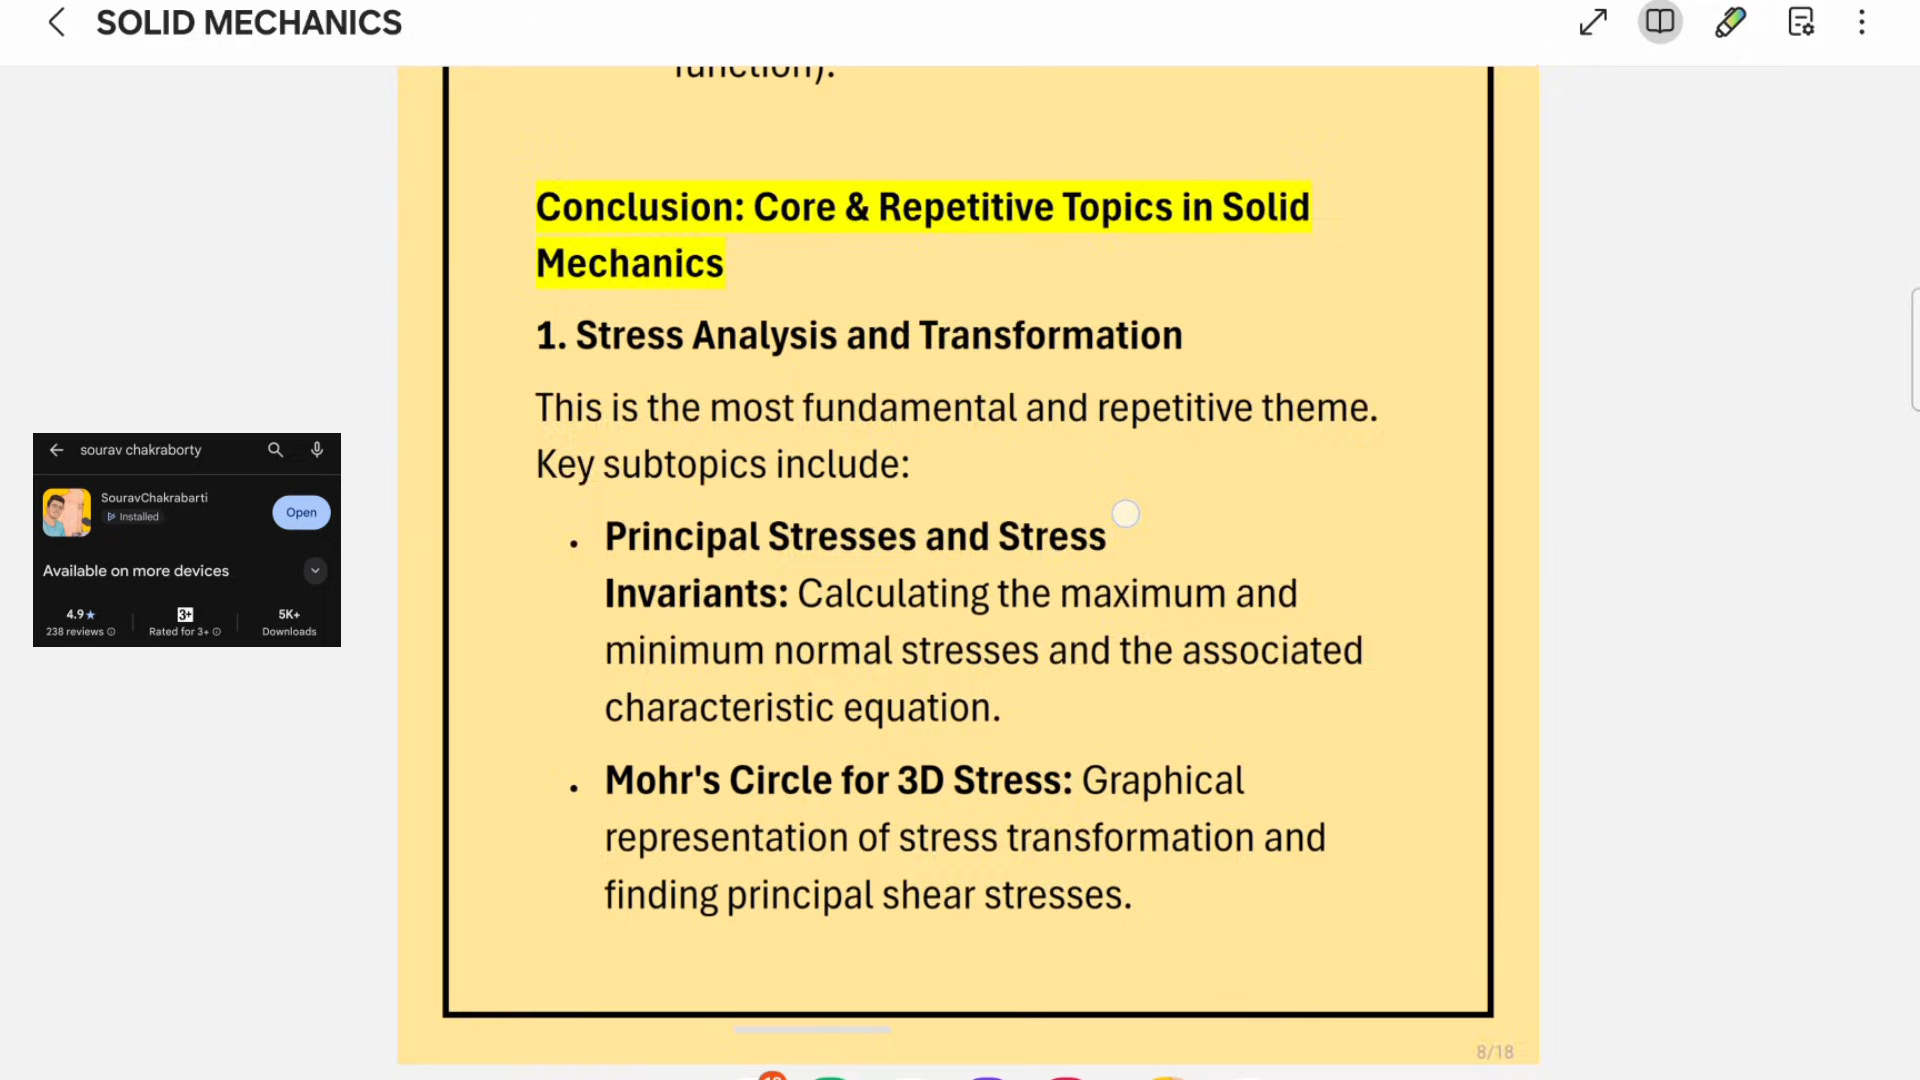 SOLID MECHANICS
function).
Conclusion: Core & Repetitive Topics in Solid
Mechanics
1. Stress Analysis and Transformation
This is the most fundamental and repetitive theme.
Key subtopics include:
• Principal Stresses and Stress
Invariants: Calculating the maximum and
minimum normal stresses and the associated
characteristic equation.
• Mohr's Circle for 3D Stress: Graphical
representation of stress transformation and
finding principal shear stresses.
8/18
sourav chakraborty
SouravChakrabarti
Installed
Open
Available on more devices
4.9★ 3+ 5K+
238 reviews Rated for 3+ Downloads